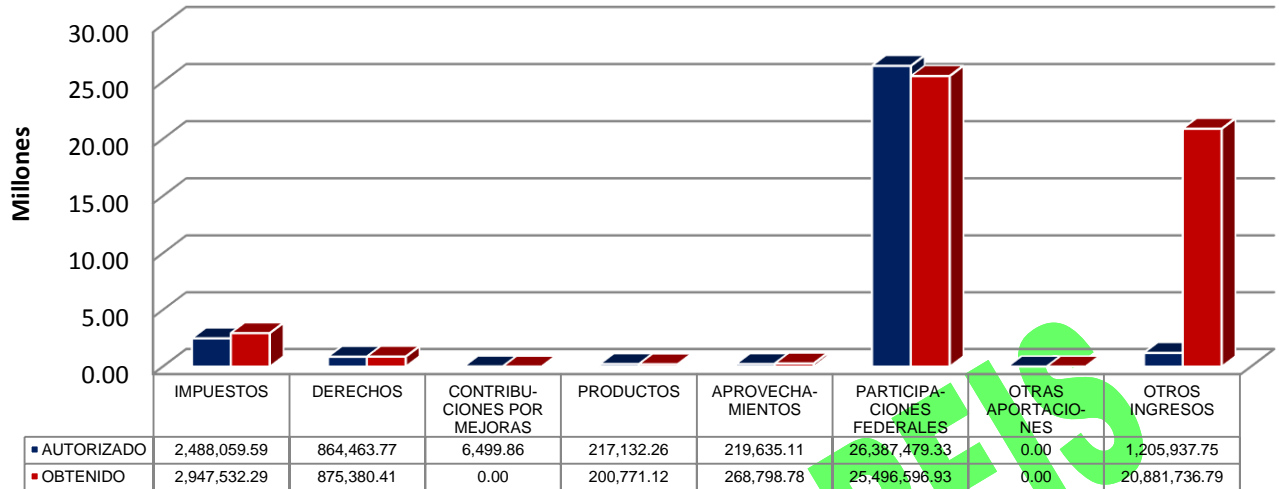 30.00
25.00
20.00
15.00
10.00
5.00
0.00
Millones
IMPUESTOS DERECHOS CONTRIBU-CIONES POR MEJORAS PRODUCTOS APROVECHA-MIENTOS PARTICIPA-CIONES FEDERALES OTRAS APORTACIO-NES OTROS INGRESOS
AUTORIZADO 2,488,059.59 864,463.77 6,499.86 217,132.26 219,635.11 26,387,479.33 0.00 1,205,937.75
OBTENIDO 2,947,532.29 875,380.41 0.00 200,771.12 268,798.78 25,496,596.93 0.00 20,881,736.79